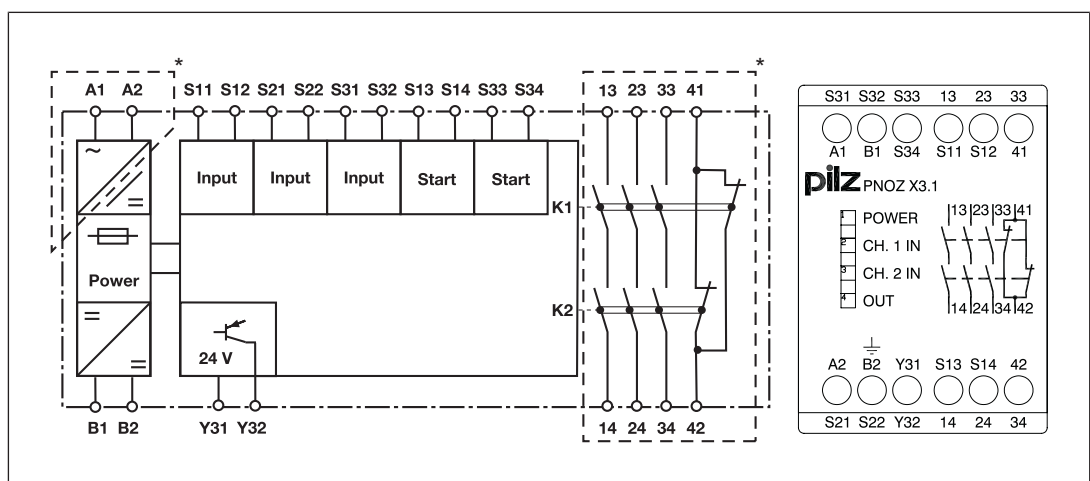 * *
A1 A2 S11 S12 S21 S22 S31 S32 S13 S14 S33 S34 13 23 33 41
~
=
Input Input Input Start Start
K1
Power
=
=
24 V
K2
B1 B2 Y31 Y32 14 24 34 42
S31 S32 S33 13 23 33
A1 B1 S34 S11 S12 41
pilz PNOZ X3.1
1 POWER
2 CH. 1 IN
3 CH. 2 IN
4 OUT
13 23 33 41
14 24 34 42
A2 B2 Y31 S13 S14 42
S21 S22 Y32 14 24 34